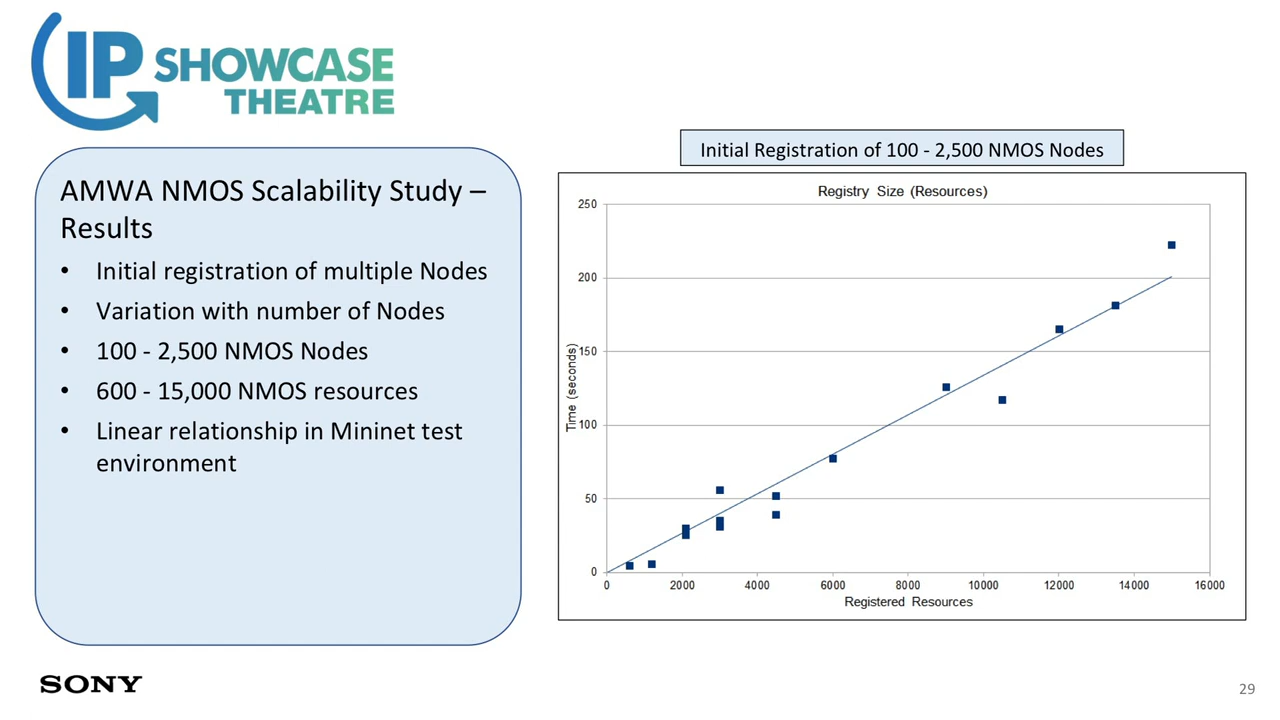 IP SHOWCASE
THEATRE
AMWA NMOS Scalability Study –
Results
• Initial registration of multiple Nodes
• Variation with number of Nodes
• 100 - 2,500 NMOS Nodes
• 600 - 15,000 NMOS resources
• Linear relationship in Mininet test
environment
Initial Registration of 100 - 2,500 NMOS Nodes
Registry Size (Resources)
250
200
150
100
50
0
Time (seconds)
0 2000 4000 6000 8000 10000 12000 14000 16000
Registered Resources
SONY
29